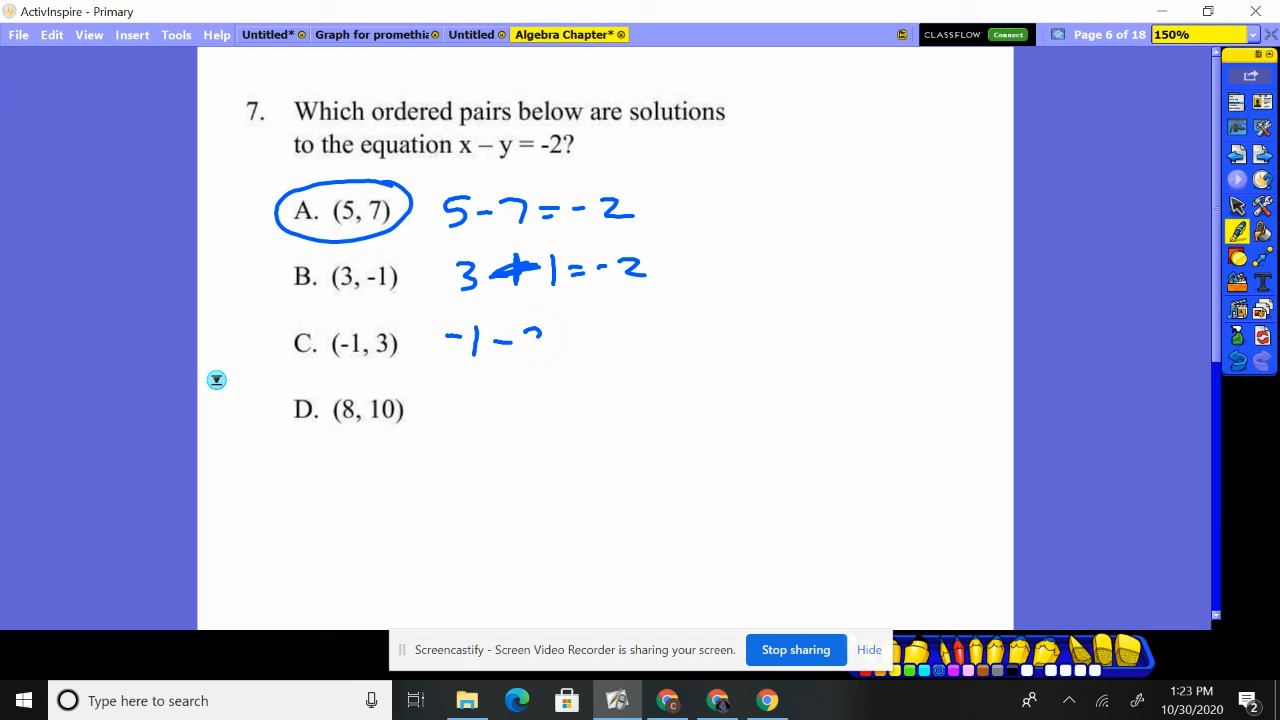 ActivInspire - Primary
File Edit View Insert Tools Help Untitled* Graph for promethia Untitled Algebra Chapter* CLASSFLOW Connect Page 6 of 18 150%
7. Which ordered pairs below are solutions
to the equation x – y = -2?
A. (5, 7) 5 - 7 = - 2
B. (3, -1) 3 + 1 = - 2
C. (-1, 3) -1 -
D. (8, 10)
Screencastify - Screen Video Recorder is sharing your screen. Stop sharing Hide
Type here to search
1:23 PM
10/30/2020
2